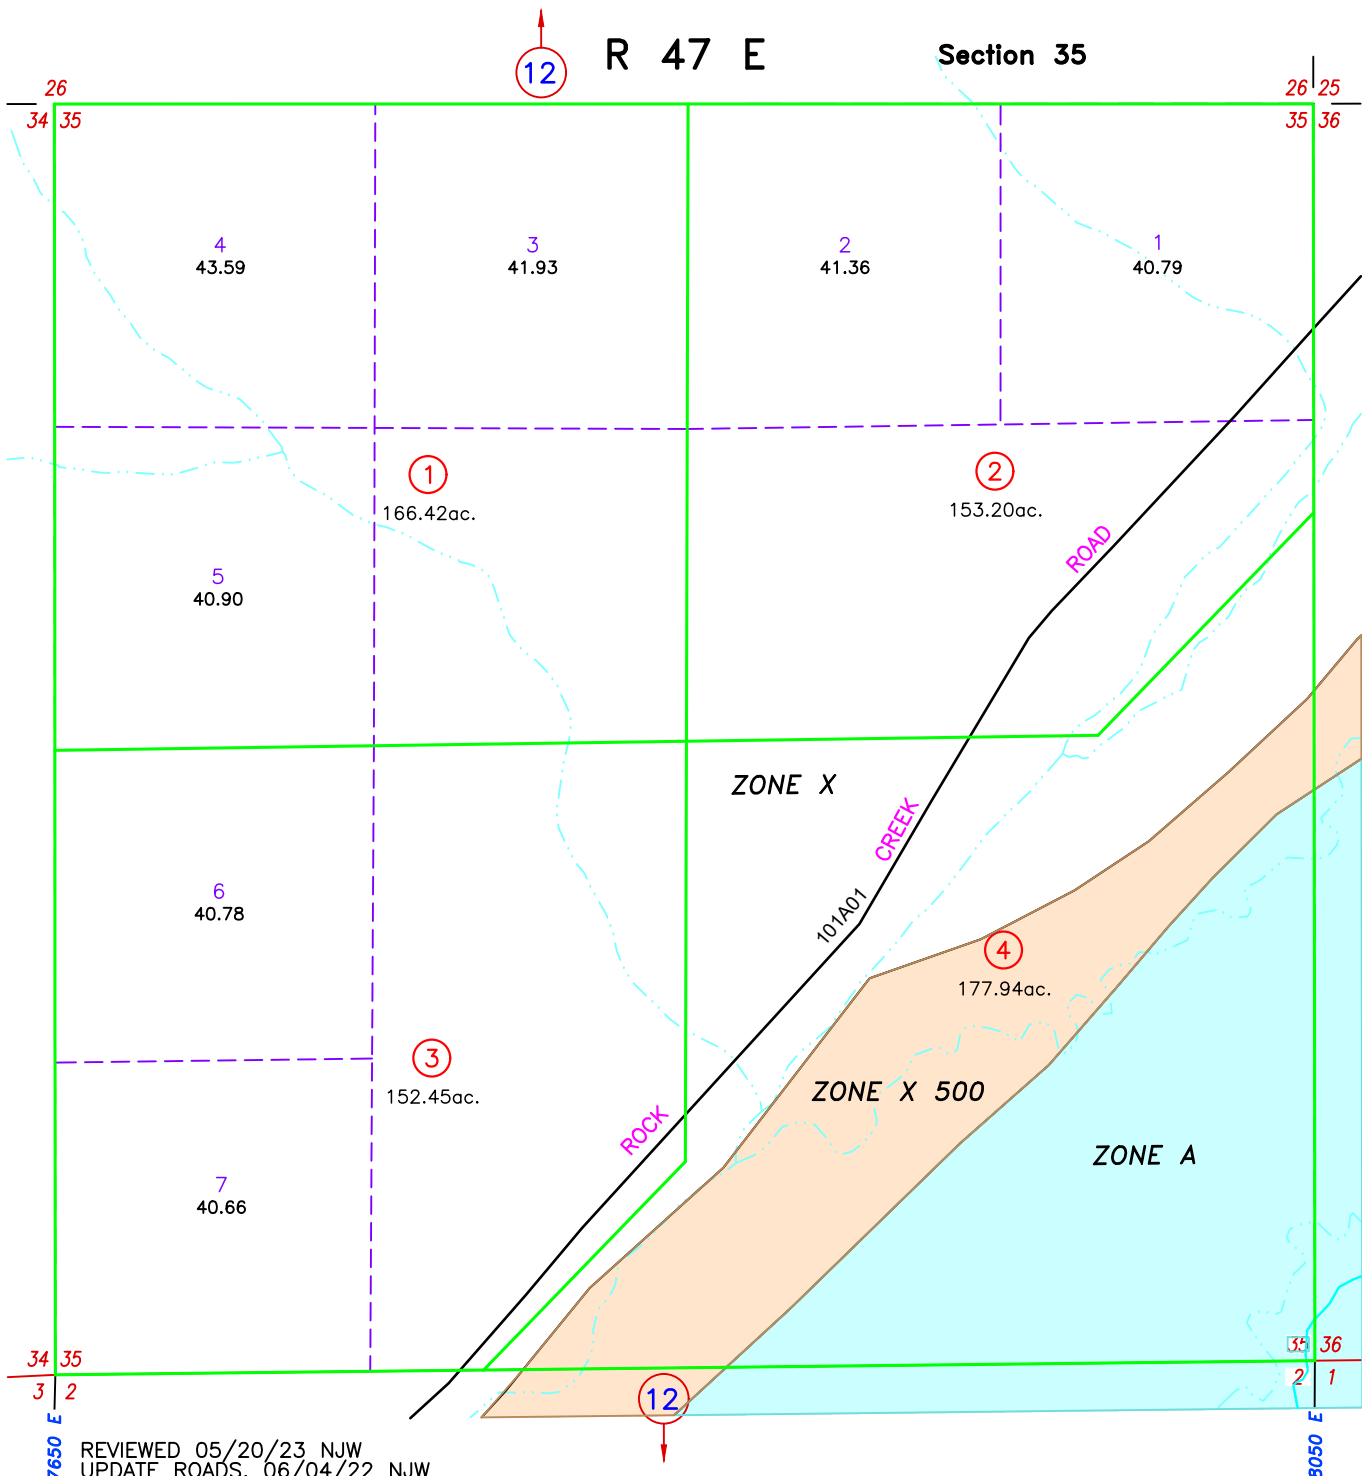 12
R 47 E
Section 35
26
34 35
26 25
35 36
4
43.59
3
41.93
2
41.36
1
40.79
1
166.42ac.
2
153.20ac.
ROAD
5
40.90
ZONE X
CREEK
101A01
6
40.78
4
177.94ac.
3
152.45ac.
ZONE X 500
ROCK
ZONE A
7
40.66
34 35
3 2
35 36
2 1
12
7650 E
8050 E
REVIEWED 05/20/23 NJW
UPDATE ROADS, 06/04/22 NJW